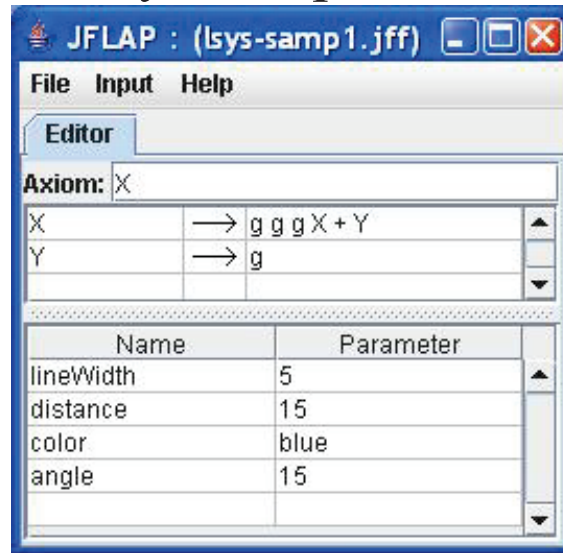 JFLAP : (lsys-samp1.jff)
File Input Help
Editor
Axiom: X
X → g g g X + Y
Y → g
Name Parameter
lineWidth 5
distance 15
color blue
angle 15